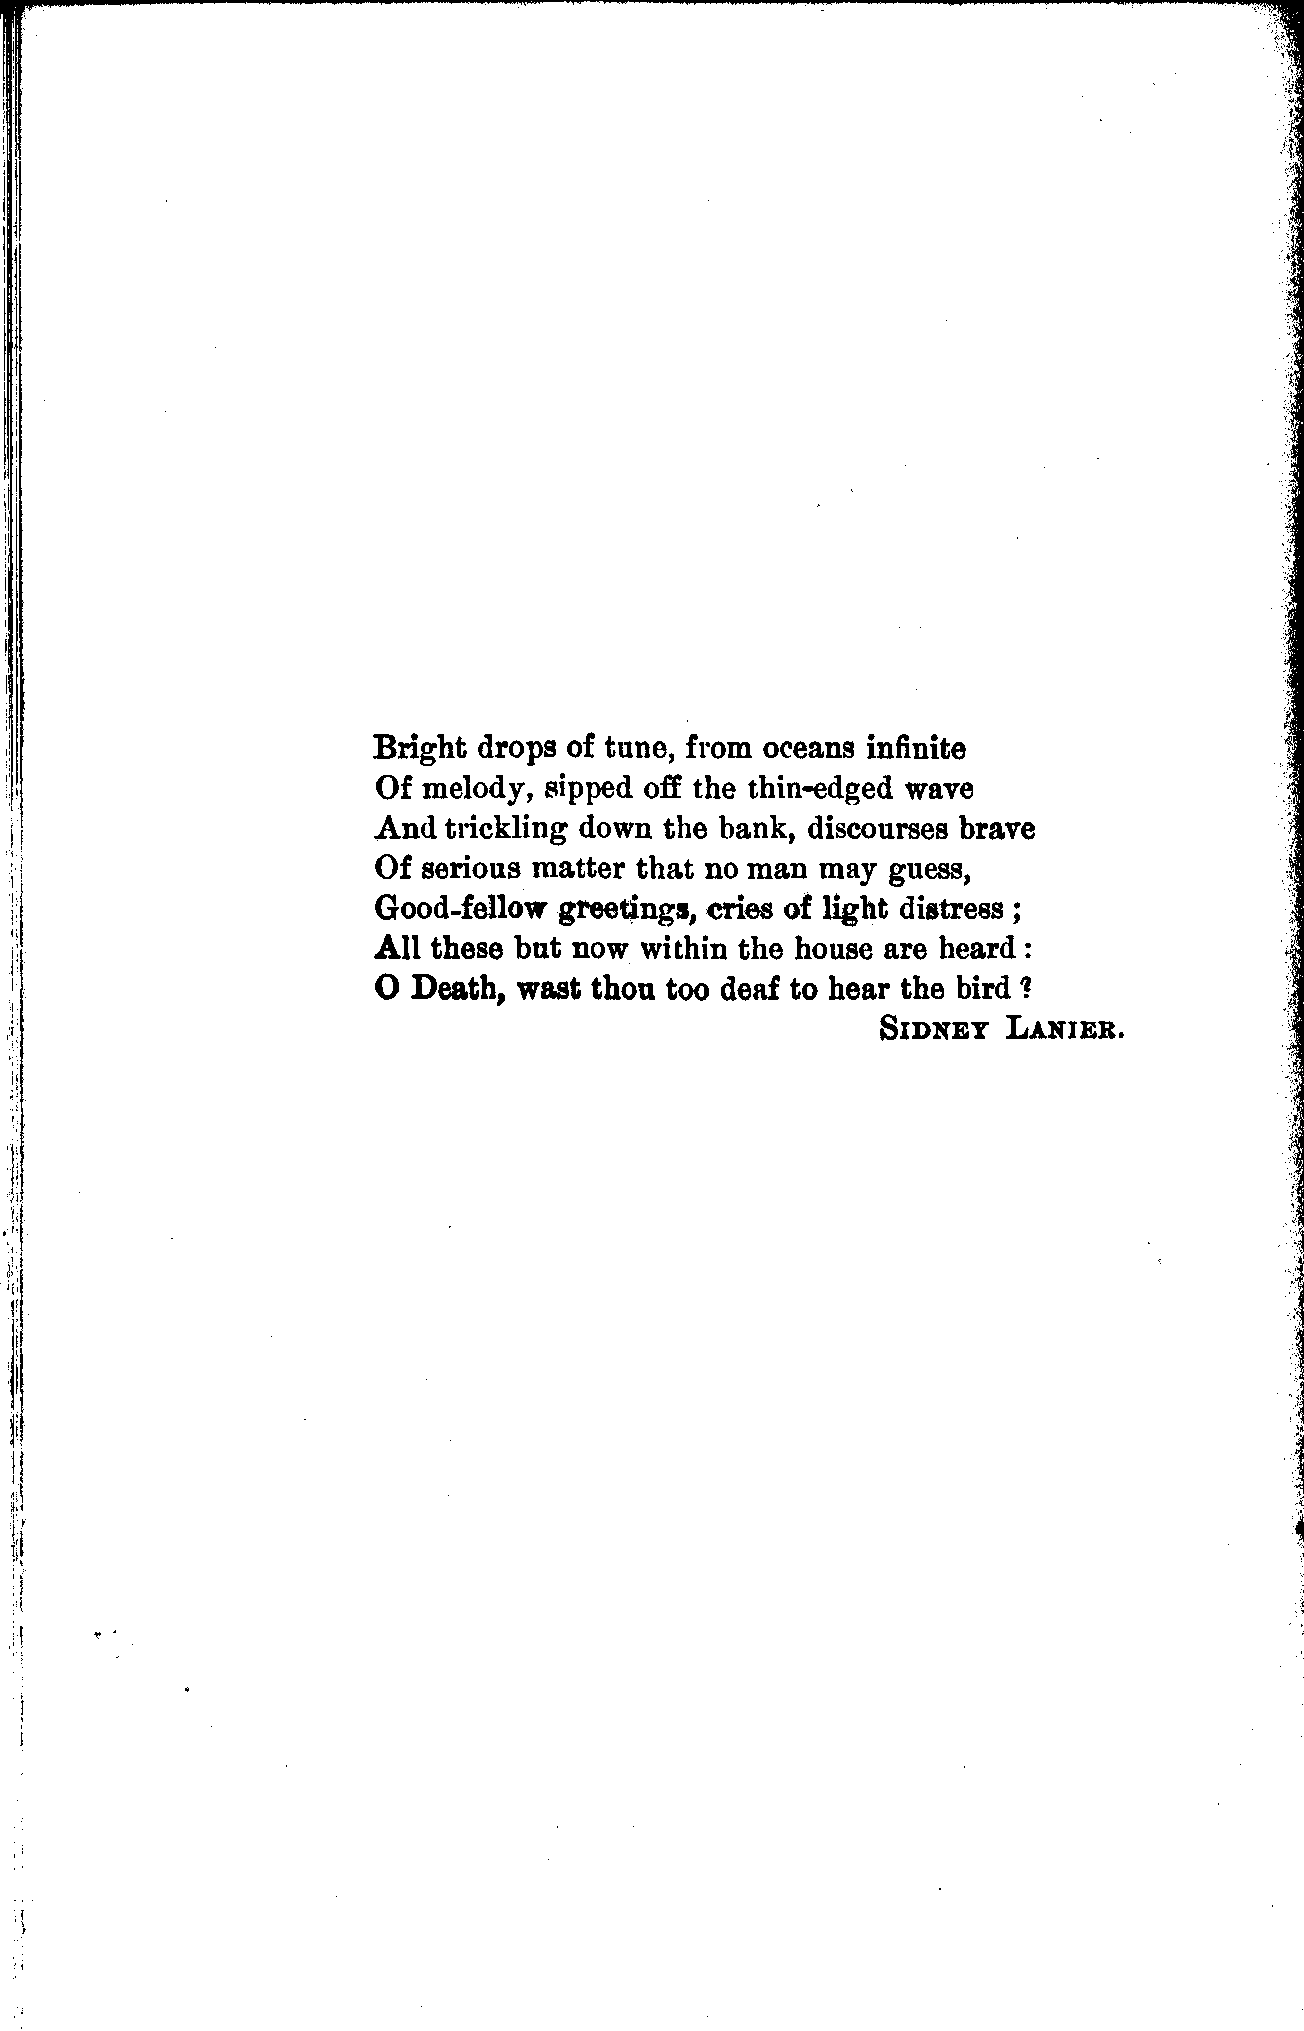 Bright drops of tune, from oceans infinite
Of melody, sipped off the thin-edged wave
And trickling down the bank, discourses brave
Of serious matter that no man may guess,
Good-fellow greetings, cries of light distress ;
All these but now within the house are heard :
O Death, wast thou too deaf to hear the bird ?
SIDNEY LANIER.